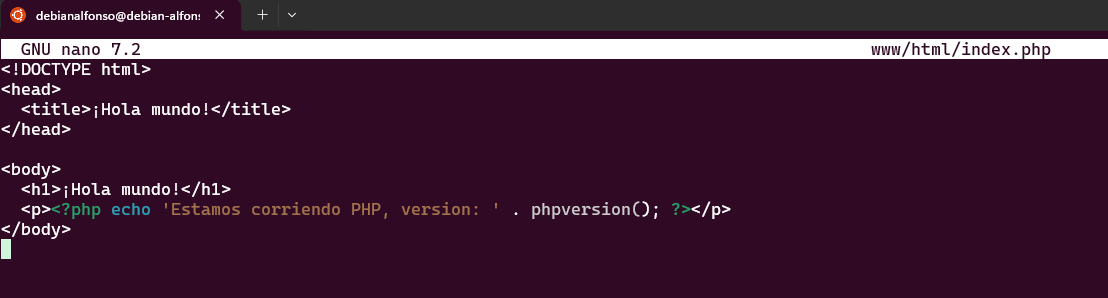 debianalfonso@debian-alfons
GNU nano 7.2 www/html/index.php
<!DOCTYPE html>
<head>
  <title>¡Hola mundo!</title>
</head>

<body>
  <h1>¡Hola mundo!</h1>
  <p><?php echo 'Estamos corriendo PHP, version: ' . phpversion(); ?></p>
</body>